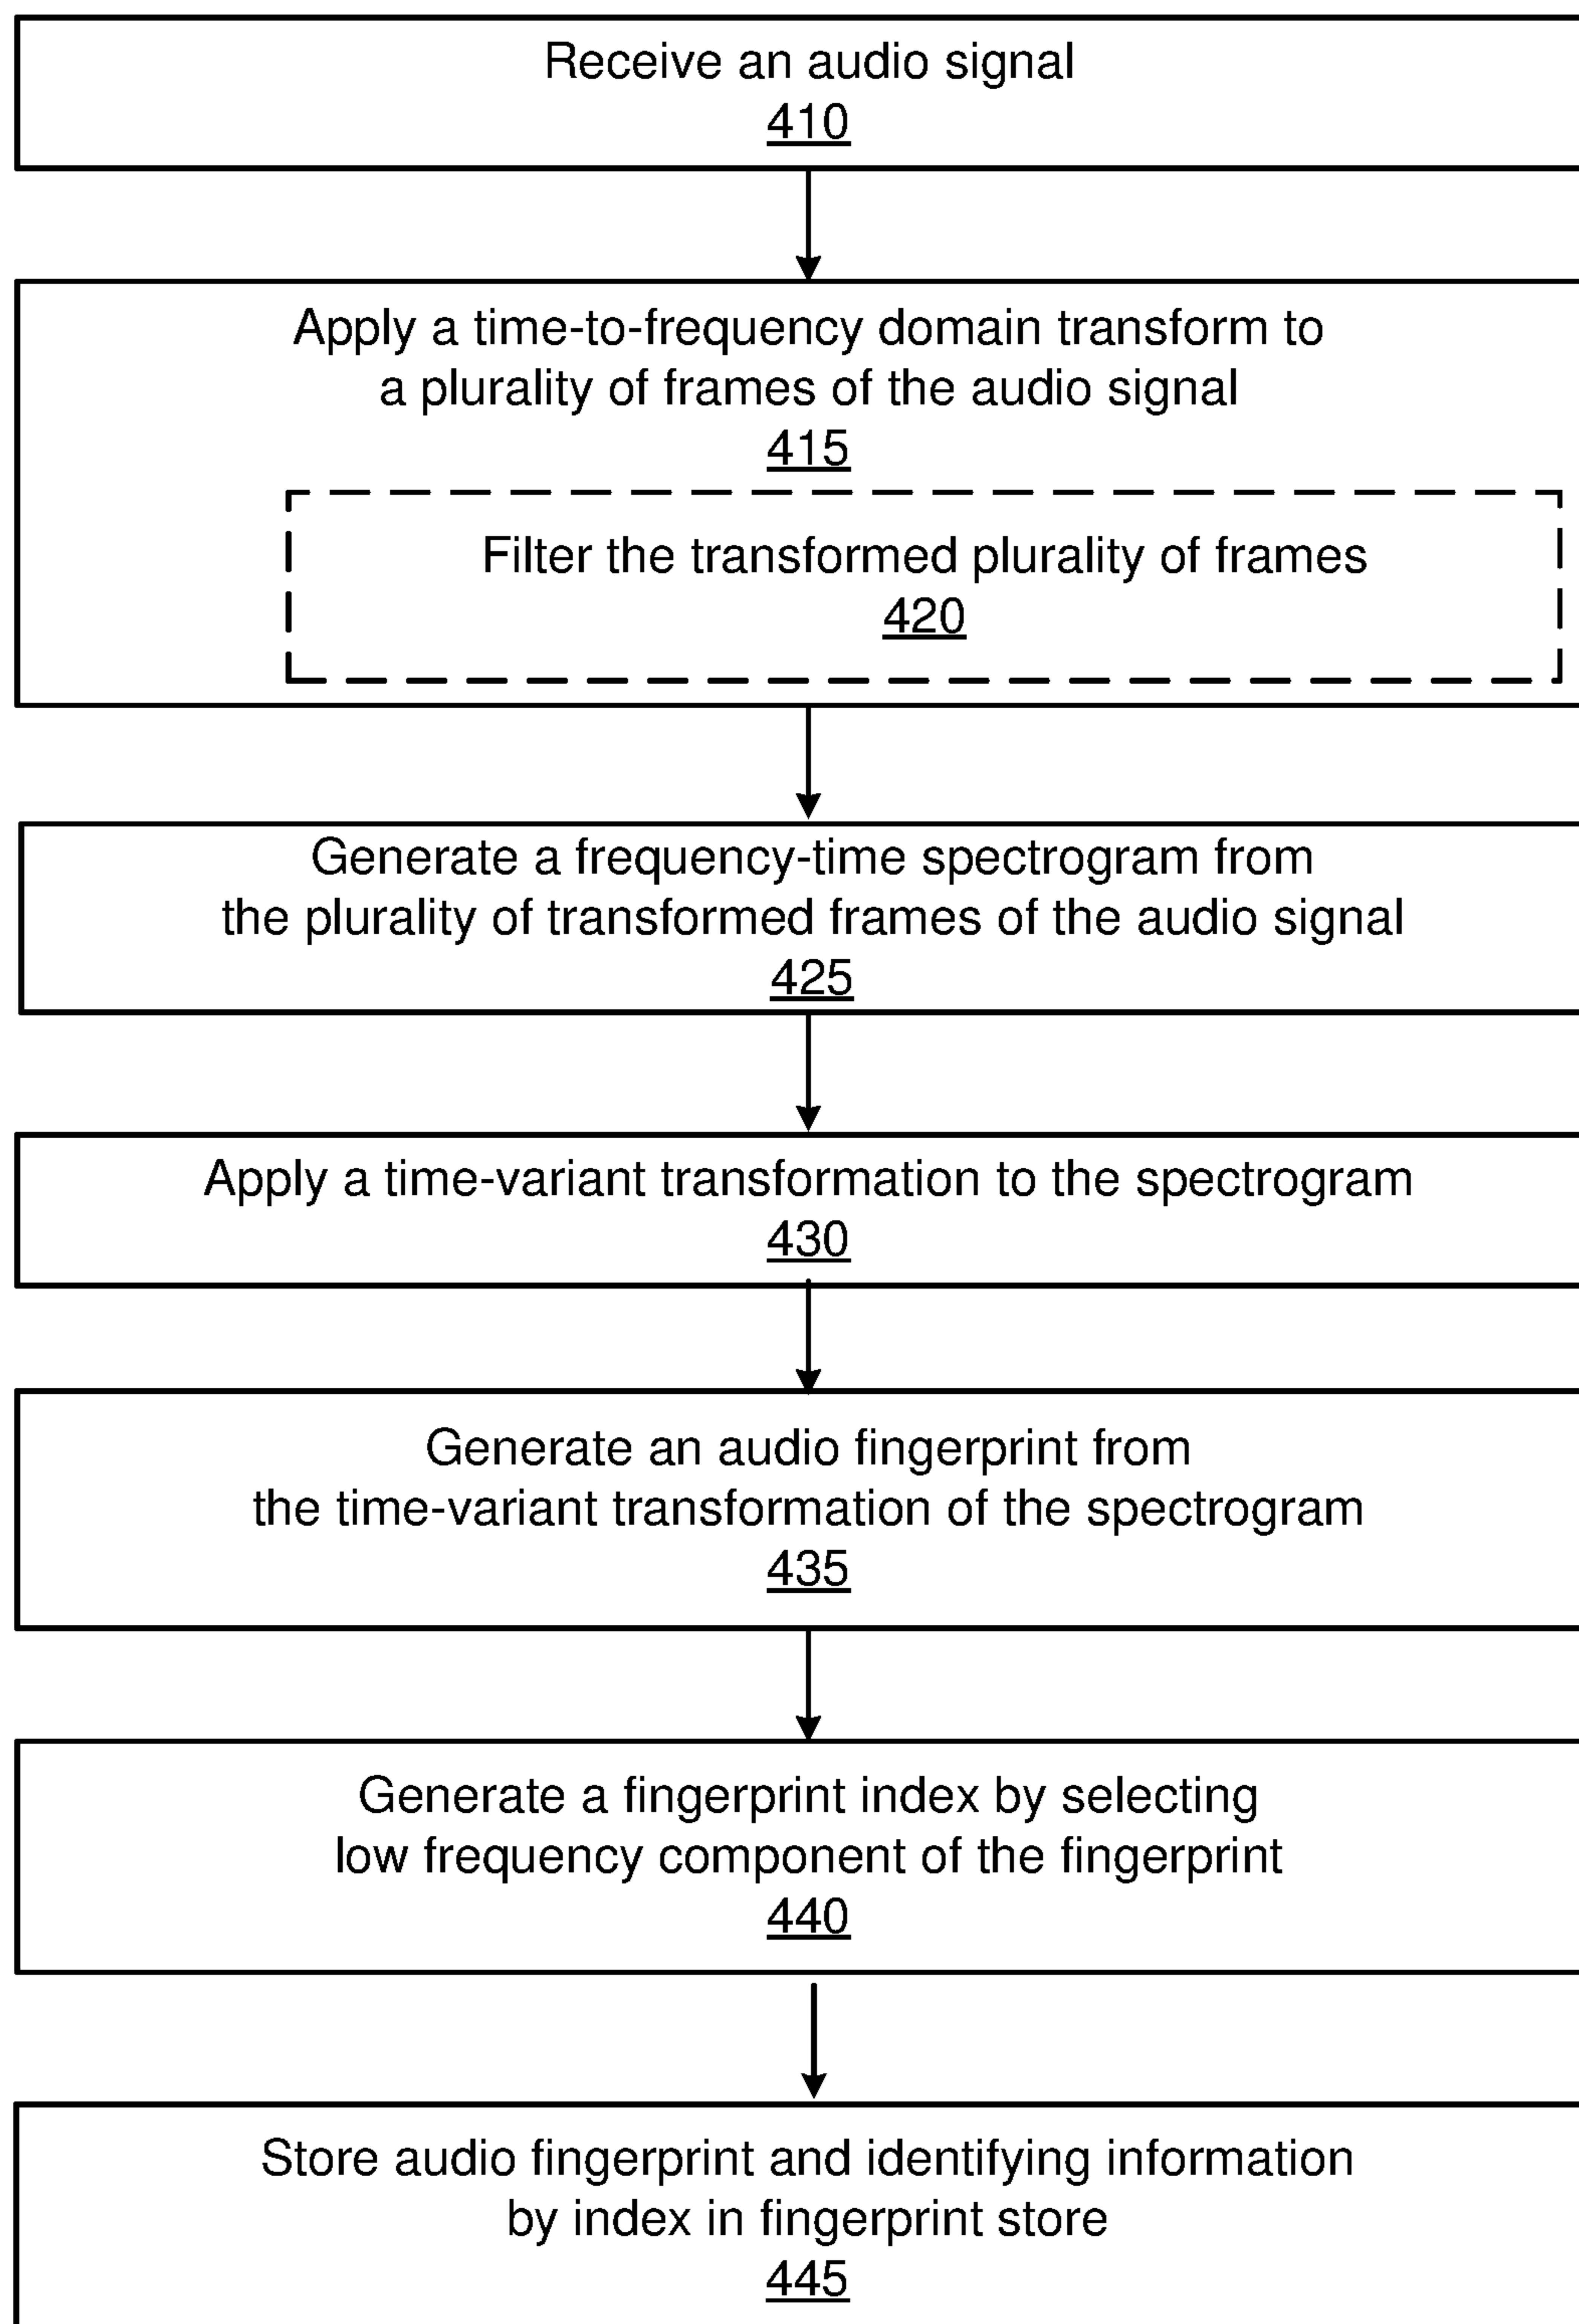 Receive an audio signal
410
Apply a time-to-frequency domain transform to
a plurality of frames of the audio signal
415
Filter the transformed plurality of frames
420
Generate a frequency-time spectrogram from
the plurality of transformed frames of the audio signal
425
Apply a time-variant transformation to the spectrogram
430
Generate an audio fingerprint from
the time-variant transformation of the spectrogram
435
Generate a fingerprint index by selecting
low frequency component of the fingerprint
440
Store audio fingerprint and identifying information
by index in fingerprint store
445